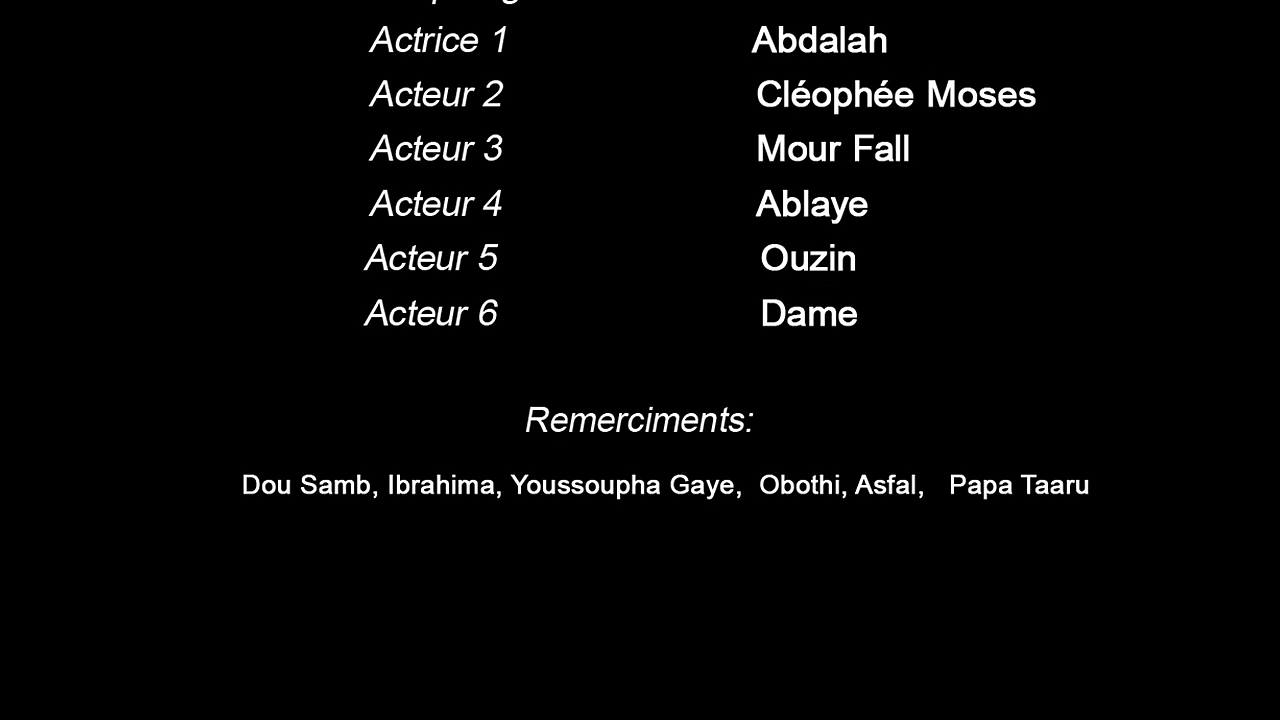 Actrice 1 Abdalah
Acteur 2 Cléophée Moses
Acteur 3 Mour Fall
Acteur 4 Ablaye
Acteur 5 Ouzin
Acteur 6 Dame
Remerciments:
Dou Samb, Ibrahima, Youssoupha Gaye, Obothi, Asfal, Papa Taaru